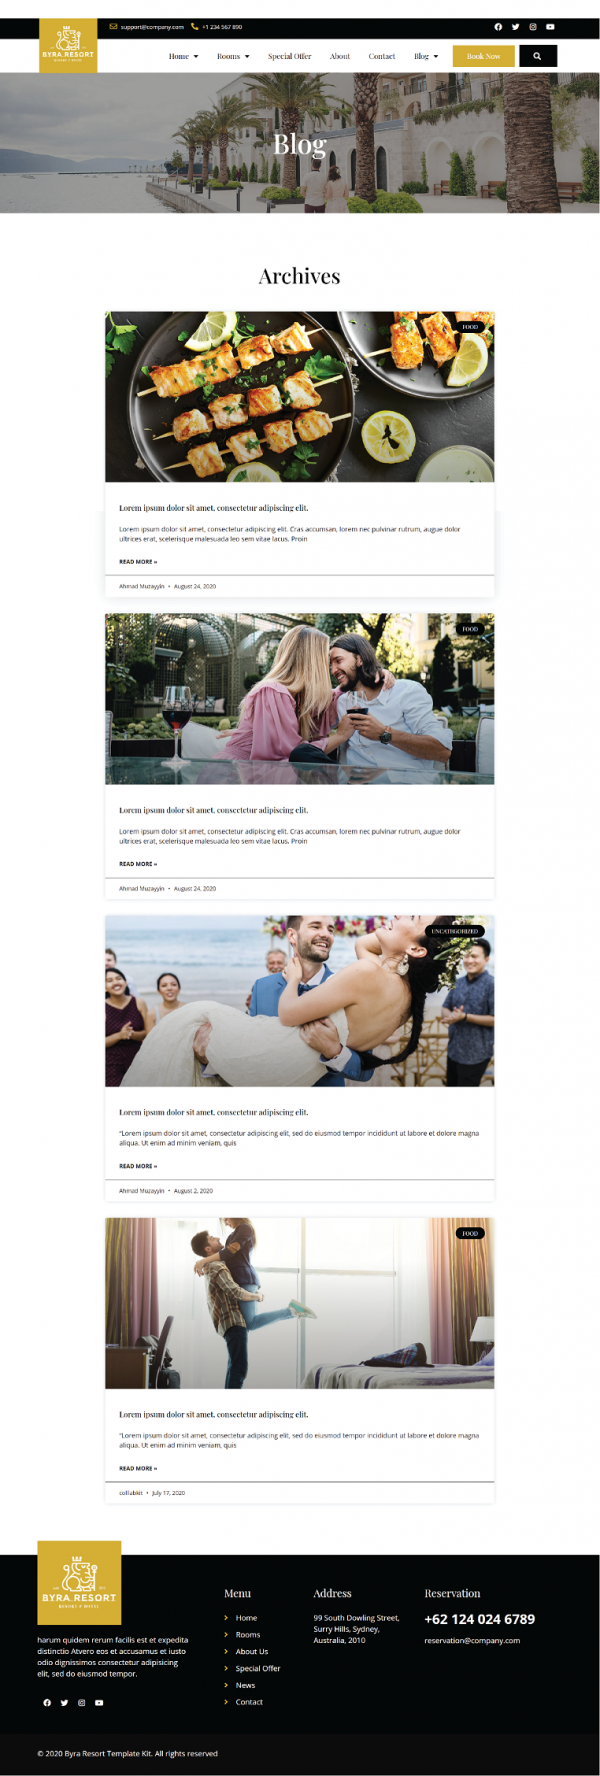 support@company.com +1 234 567 890
BYRA RESORT
Home Rooms Special Offer About Contact Blog Book Now
Blog
Archives
FOOD
Lorem ipsum dolor sit amet, consectetur adipiscing elit.
Lorem ipsum dolor sit amet, consectetur adipiscing elit. Cras accumsan, lorem nec pulvinar rutrum, augue dolor
ultrices erat, scelerisque malesuada leo sem vitae lacus. Proin
READ MORE »
Ahmad Muzayyin • August 24, 2020
FOOD
Lorem ipsum dolor sit amet, consectetur adipiscing elit.
Lorem ipsum dolor sit amet, consectetur adipiscing elit. Cras accumsan, lorem nec pulvinar rutrum, augue dolor
ultrices erat, scelerisque malesuada leo sem vitae lacus. Proin
READ MORE »
Ahmad Muzayyin • August 24, 2020
UNCATEGORIZED
Lorem ipsum dolor sit amet, consectetur adipiscing elit.
"Lorem ipsum dolor sit amet, consectetur adipiscing elit, sed do eiusmod tempor incididunt ut labore et dolore magna
aliqua. Ut enim ad minim veniam, quis
READ MORE »
Ahmad Muzayyin • August 2, 2020
FOOD
Lorem ipsum dolor sit amet, consectetur adipiscing elit.
"Lorem ipsum dolor sit amet, consectetur adipiscing elit, sed do eiusmod tempor incididunt ut labore et dolore magna
aliqua. Ut enim ad minim veniam, quis
READ MORE »
collabkit • July 17, 2020
BYRA RESORT
harum quidem rerum facilis est et expedita
distinctio Atvero eos et accusamus et iusto
odio dignissimos consectetur adipisicing
elit, sed do eiusmod tempor.
Menu
Home
Rooms
About Us
Special Offer
News
Contact
Address
99 South Dowling Street,
Surry Hills, Sydney,
Australia, 2010
Reservation
+62 124 024 6789
reservation@company.com
© 2020 Byra Resort Template Kit. All rights reserved